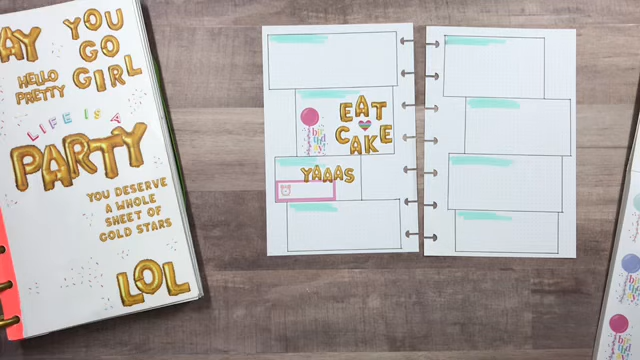 AY
YOU
GO
GIRL
HELLO
PRETTY
LIFE IS A
PARTY
YOU DESERVE
A WHOLE
SHEET OF
GOLD STARS
LOL
EAT
CAKE
YAAAS